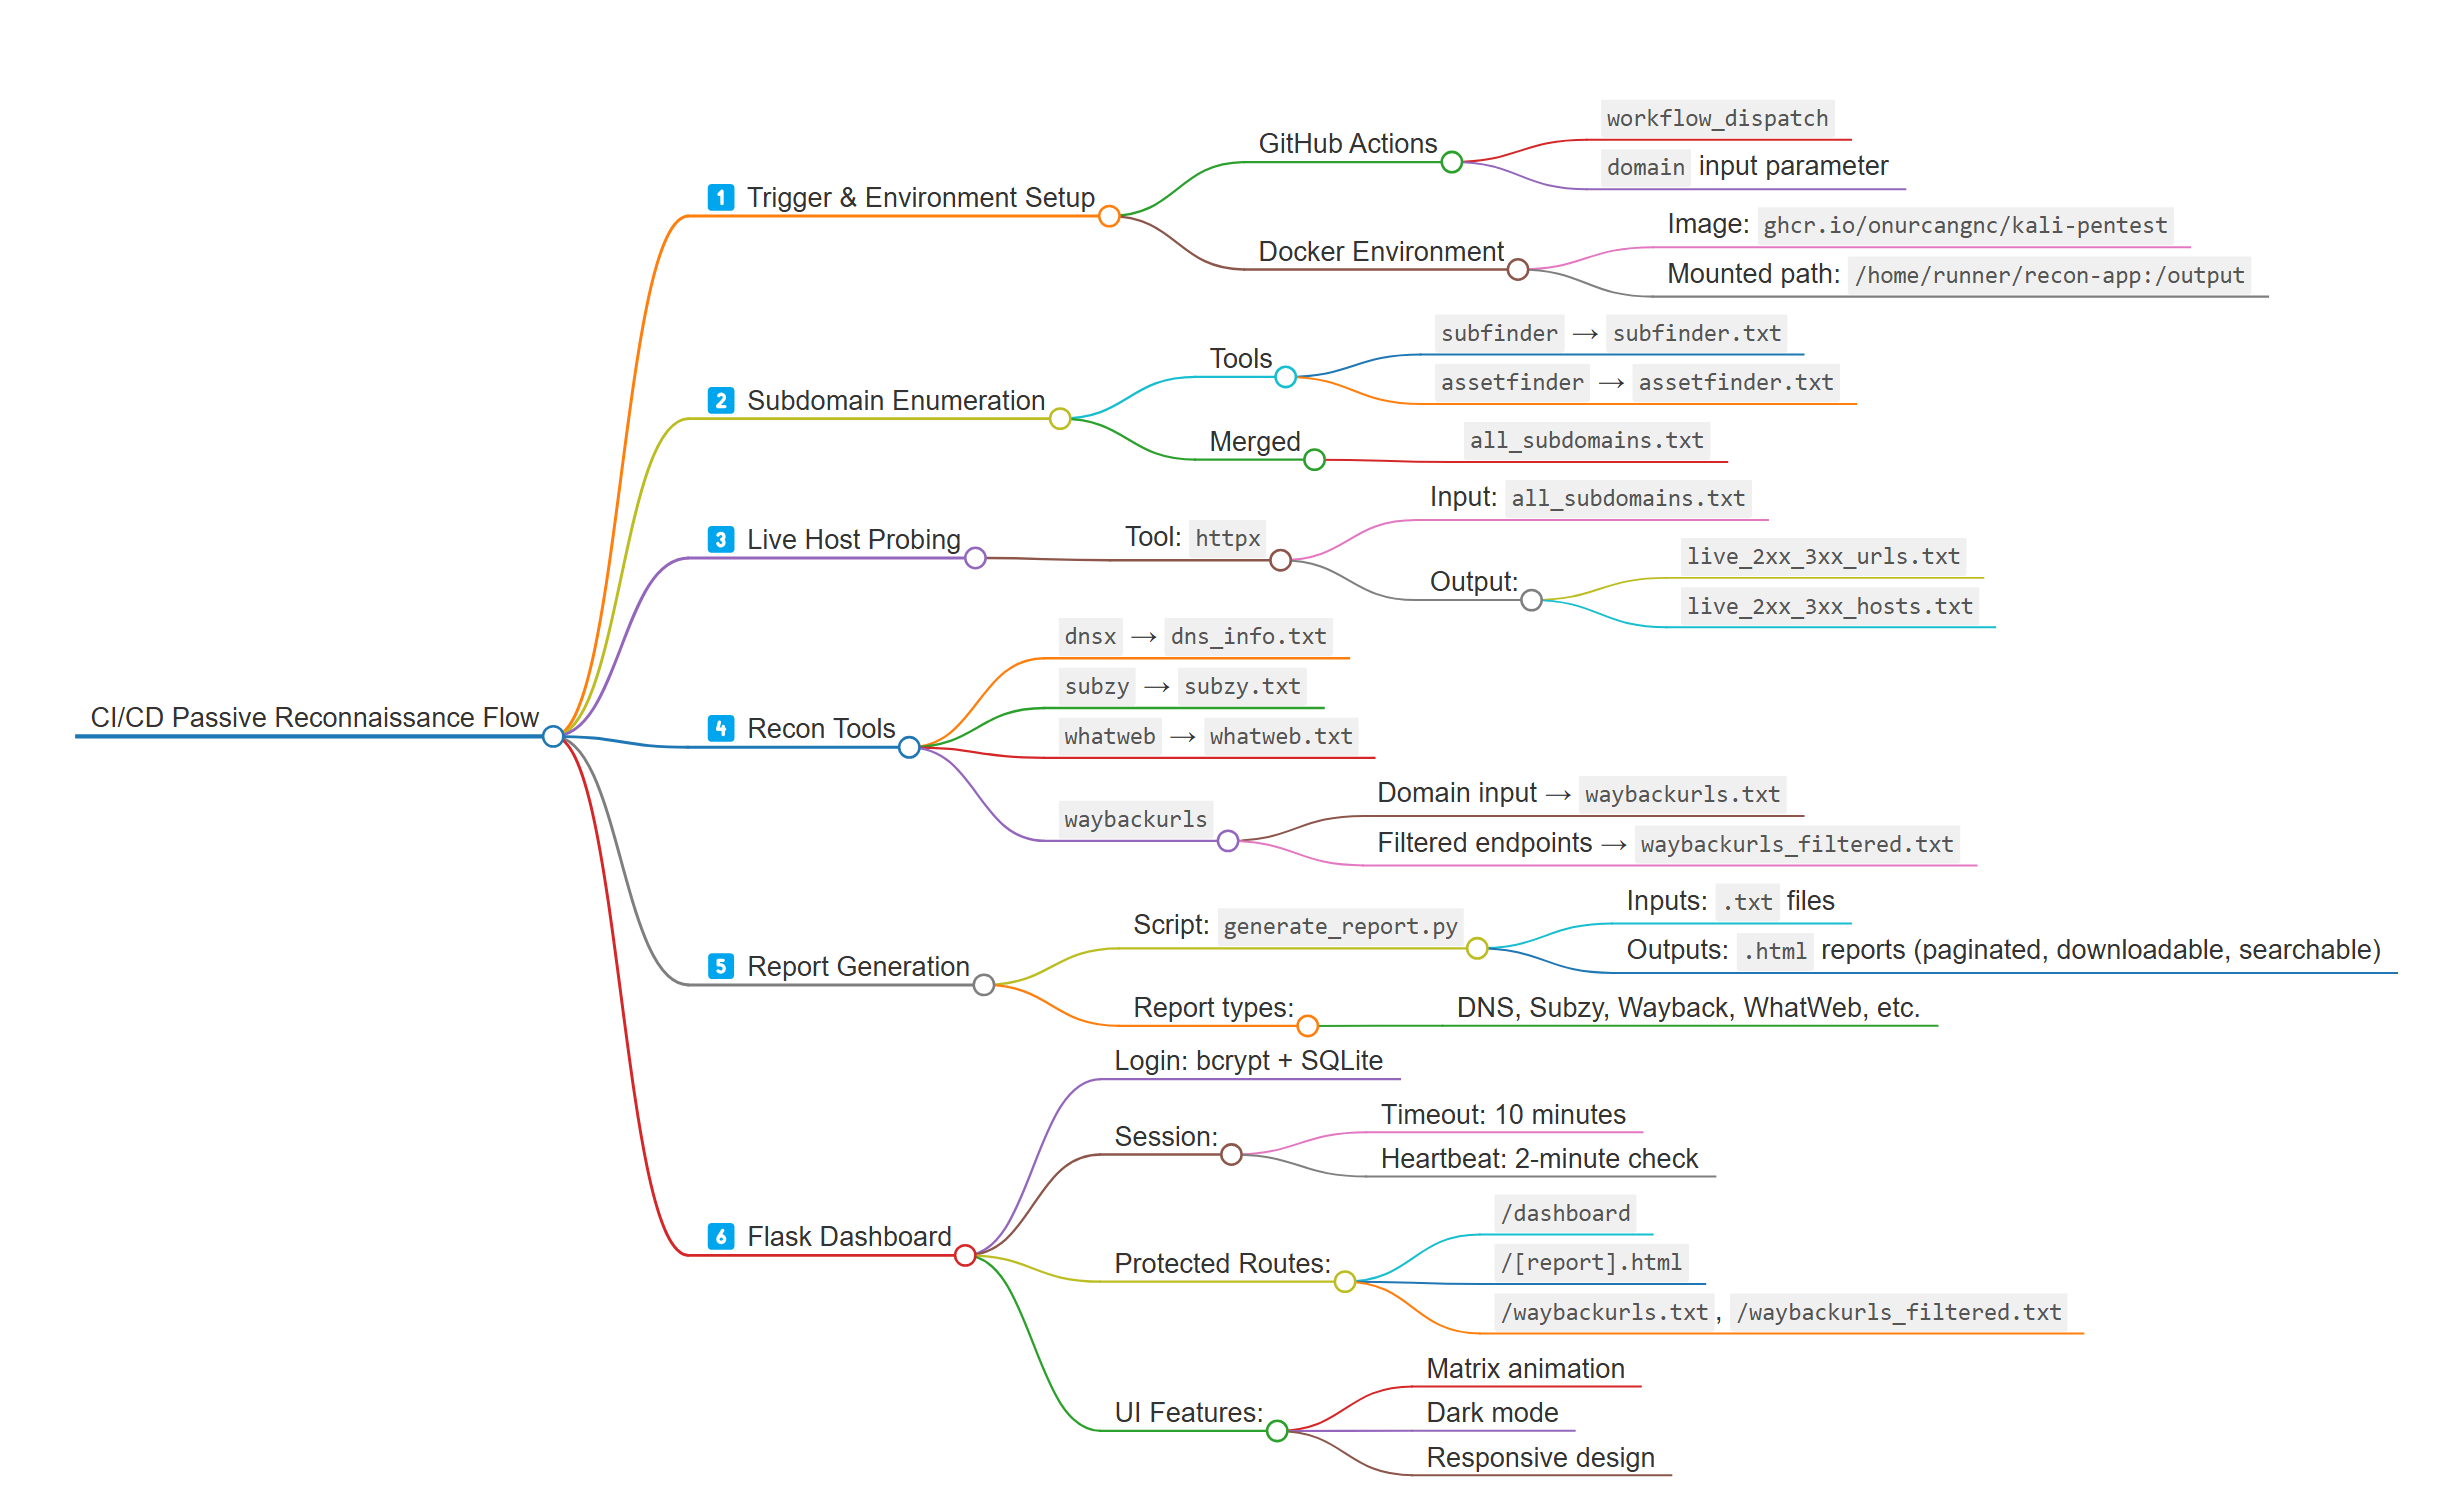 CI/CD Passive Reconnaissance Flow
1 Trigger & Environment Setup
GitHub Actions
workflow_dispatch
domain input parameter
Docker Environment
Image: ghcr.io/onurcangnc/kali-pentest
Mounted path: /home/runner/recon-app:/output
2 Subdomain Enumeration
Tools
subfinder → subfinder.txt
assetfinder → assetfinder.txt
Merged
all_subdomains.txt
3 Live Host Probing
Tool: httpx
Input: all_subdomains.txt
Output:
live_2xx_3xx_urls.txt
live_2xx_3xx_hosts.txt
4 Recon Tools
dnsx → dns_info.txt
subzy → subzy.txt
whatweb → whatweb.txt
waybackurls
Domain input → waybackurls.txt
Filtered endpoints → waybackurls_filtered.txt
5 Report Generation
Script: generate_report.py
Inputs: .txt files
Outputs: .html reports (paginated, downloadable, searchable)
Report types:
DNS, Subzy, Wayback, WhatWeb, etc.
6 Flask Dashboard
Login: bcrypt + SQLite
Session:
Timeout: 10 minutes
Heartbeat: 2-minute check
Protected Routes:
/dashboard
/[report].html
/waybackurls.txt, /waybackurls_filtered.txt
UI Features:
Matrix animation
Dark mode
Responsive design